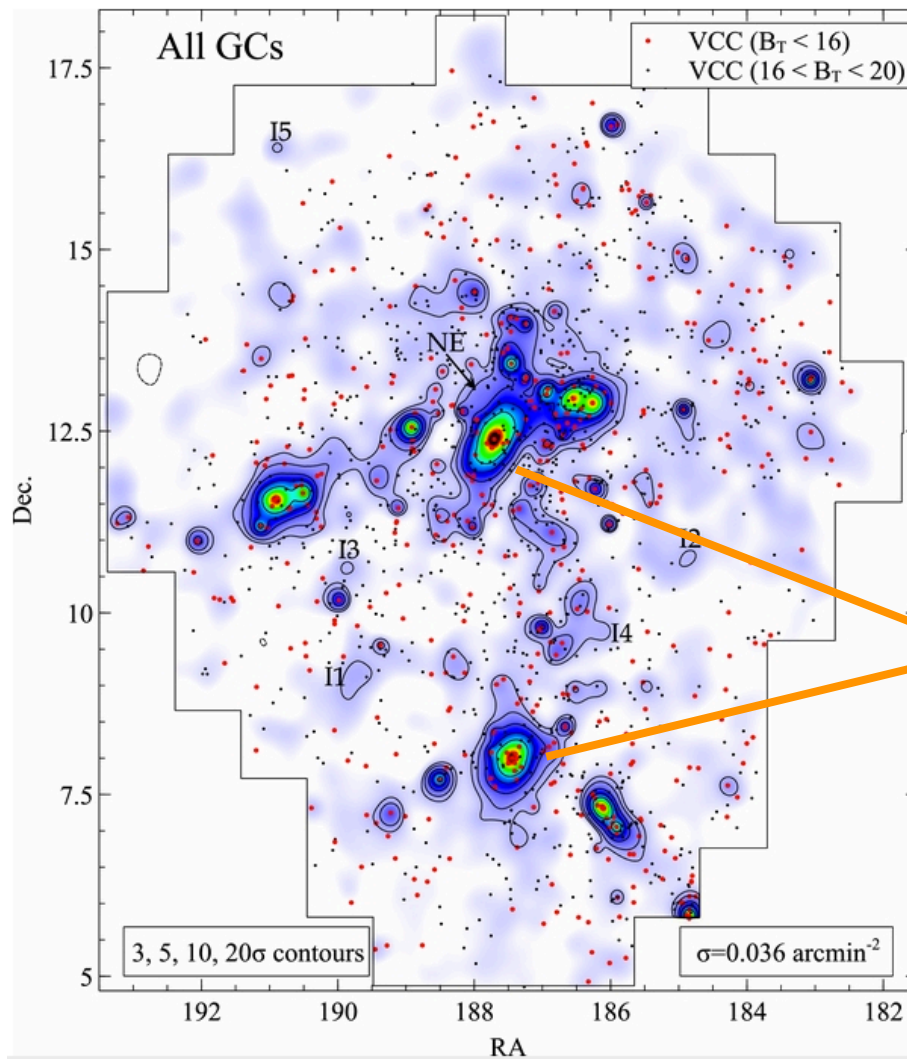 All GCs
VCC (B_T < 16)
VCC (16 < B_T < 20)
17.5
I5
15
NE
12.5
Dec.
I3
I2
10
I4
I1
7.5
3, 5, 10, 20σ contours
σ=0.036 arcmin⁻²
5
192 190 188 186 184 182
RA